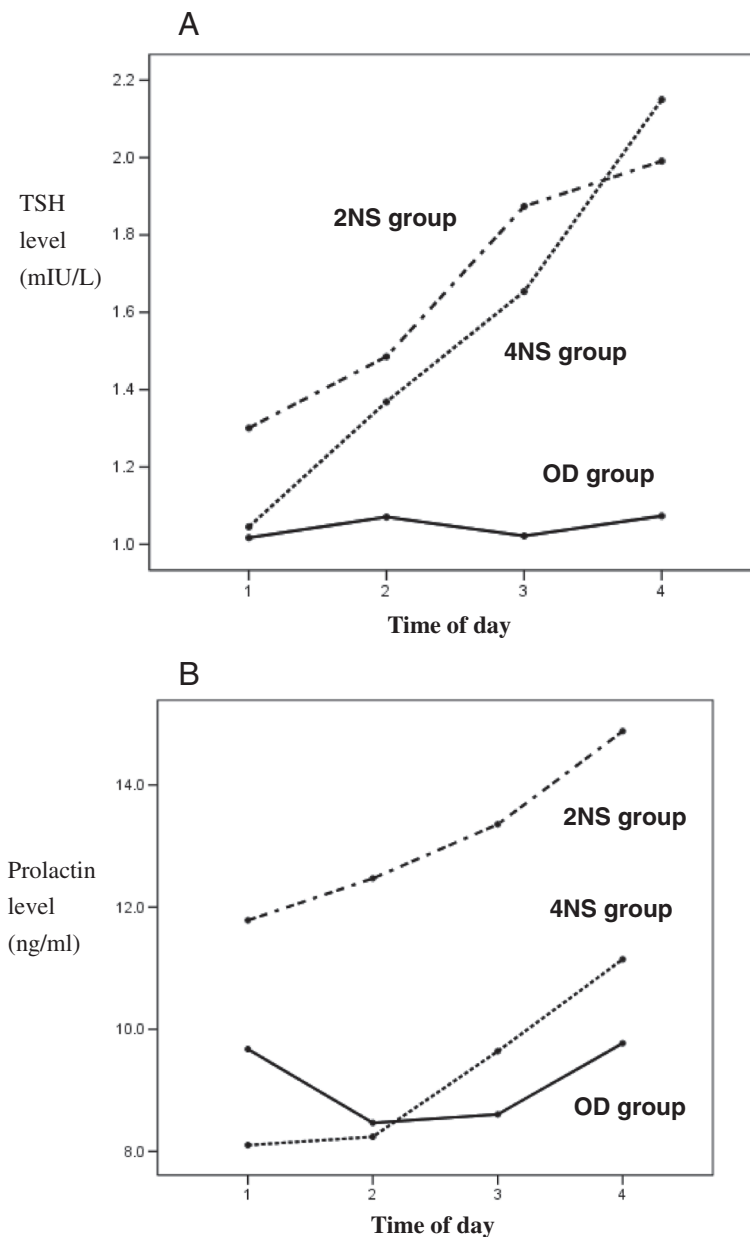 A
2.2
2.0
TSH
level
(mIU/L)
2NS group
1.8
1.6
4NS group
1.4
OD group
1.2
1.0
1 2 3 4
Time of day
B
14.0
2NS group
Prolactin
level
(ng/ml)
12.0
4NS group
10.0
OD group
8.0
1 2 3 4
Time of day